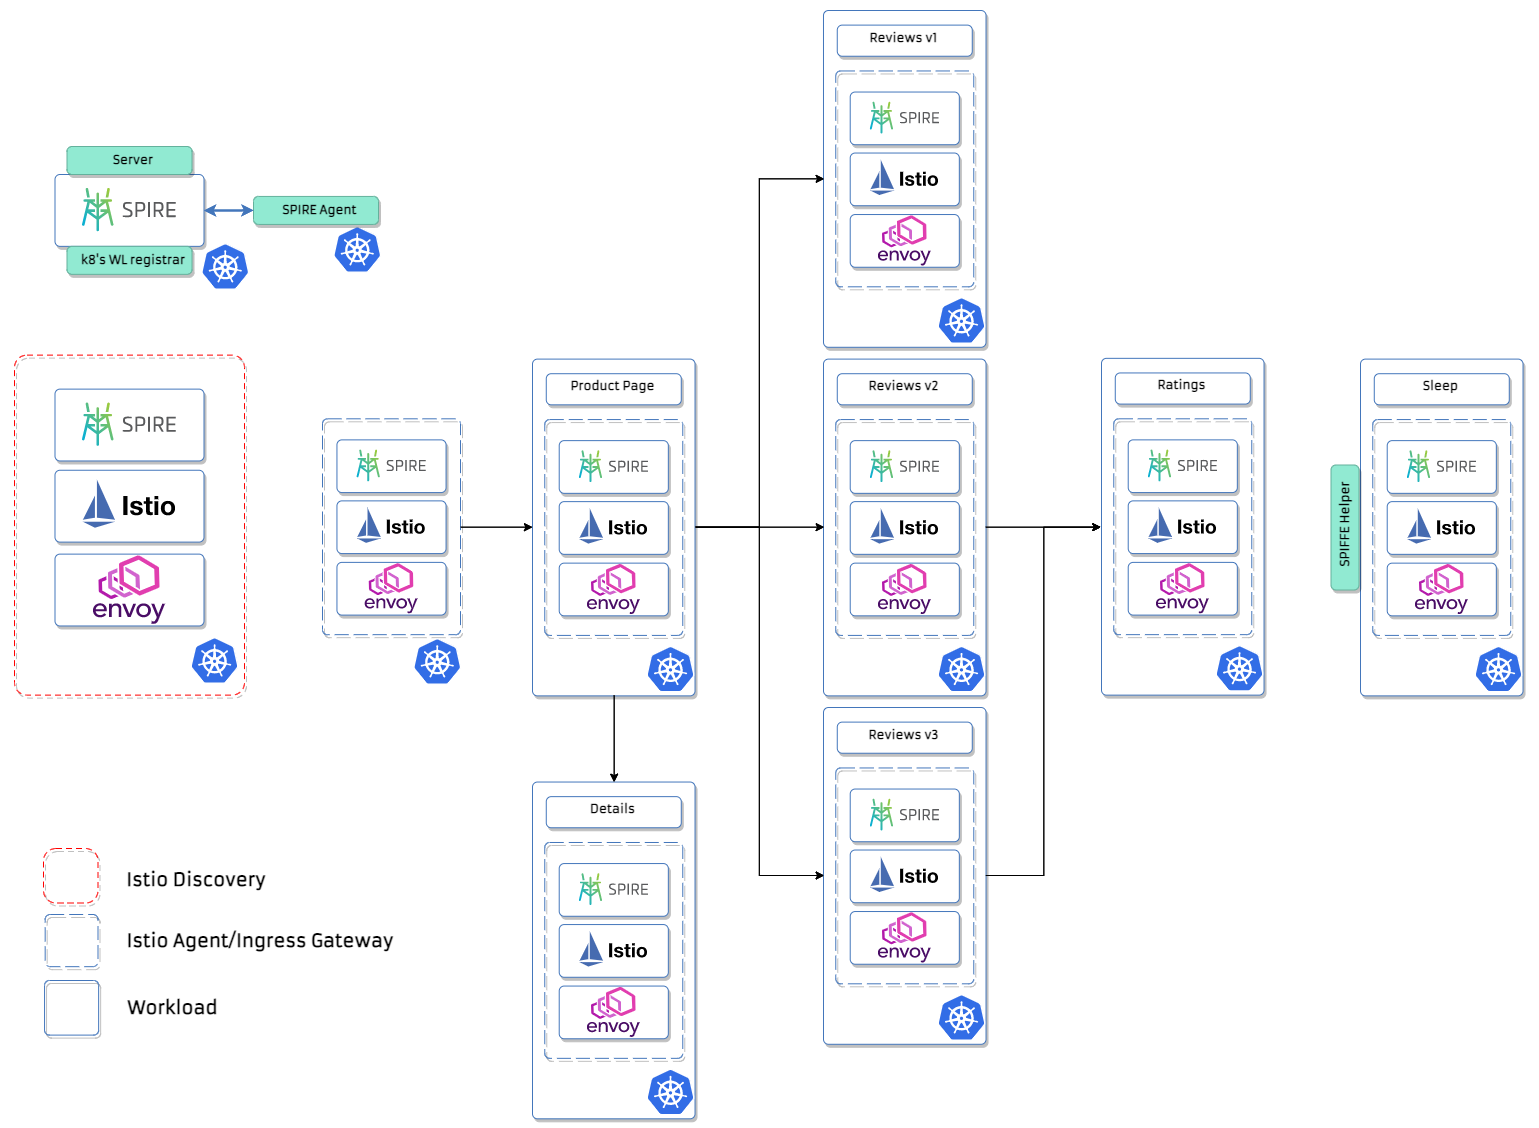 Server
SPIRE
k8's WL registrar
SPIRE Agent
SPIRE
Istio
envoy
SPIRE
Istio
envoy
Product Page
SPIRE
Istio
envoy
Details
SPIRE
Istio
envoy
Reviews v1
SPIRE
Istio
envoy
Reviews v2
SPIRE
Istio
envoy
Reviews v3
SPIRE
Istio
envoy
Ratings
SPIRE
Istio
envoy
SPIFFE Helper
Sleep
SPIRE
Istio
envoy
Istio Discovery
Istio Agent/Ingress Gateway
Workload